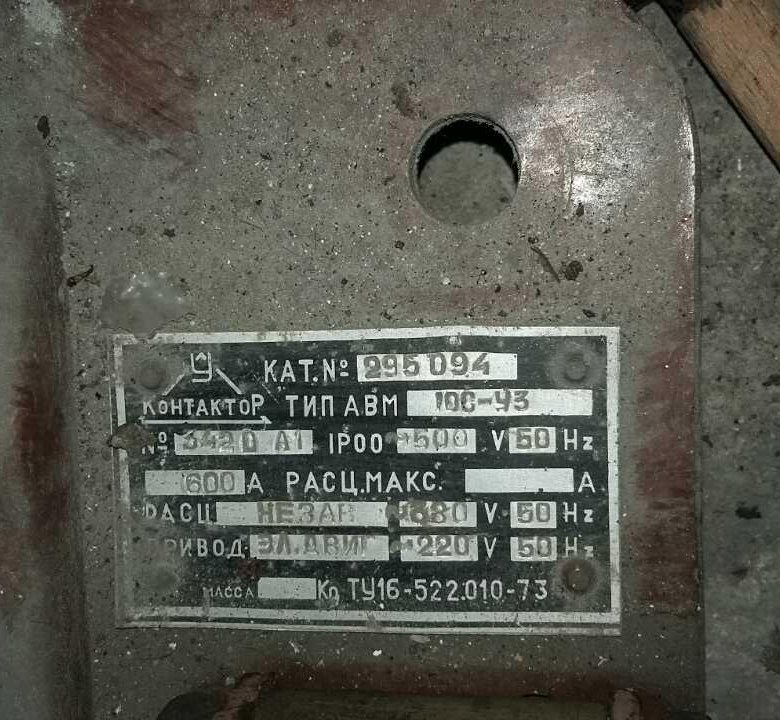 КАТ.№ 295 094
КОНТАКТОР ТИП АВМ 10С-У3
№ 3420 А1 IP00 ~500 V 50 Hz
600 А РАСЦ.МАКС. А
РАСЦ НЕЗАВ ~380 V 50 Hz
ПРИВОД ЭЛ.ДВИГ ~220 V 50 Hz
МАССА Кg ТУ16-522.010-73